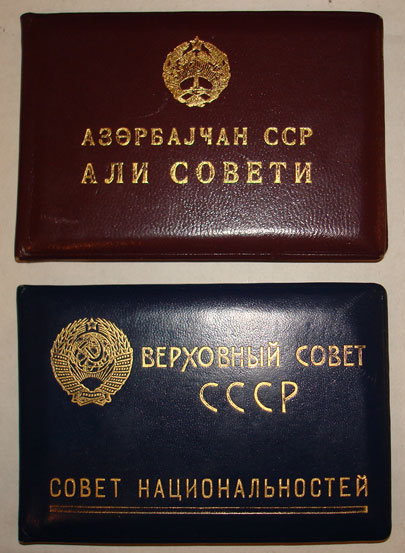 АЗӘРБАЈҸАН ССР
АЛИ СОВЕТИ
ВЕРХОВНЫЙ СОВЕТ
СССР
СОВЕТ НАЦИОНАЛЬНОСТЕЙ